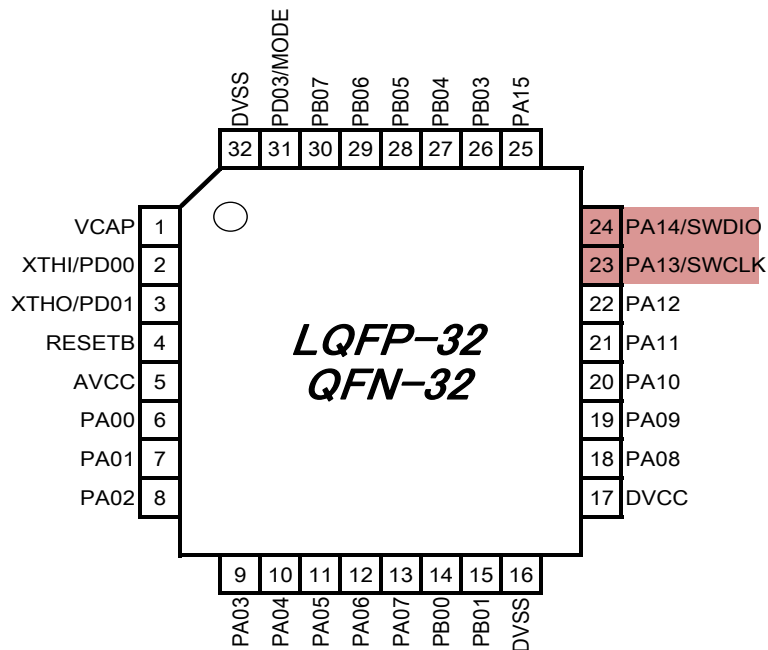 DVSS
PD03/MODE
PB07
PB06
PB05
PB04
PB03
PA15
32 31 30 29 28 27 26 25
VCAP 1
XTHI/PD00 2
XTHO/PD01 3
RESETB 4
AVCC 5
PA00 6
PA01 7
PA02 8
LQFP-32
QFN-32
24 PA14/SWDIO
23 PA13/SWCLK
22 PA12
21 PA11
20 PA10
19 PA09
18 PA08
17 DVCC
9 10 11 12 13 14 15 16
PA03
PA04
PA05
PA06
PA07
PB00
PB01
DVSS